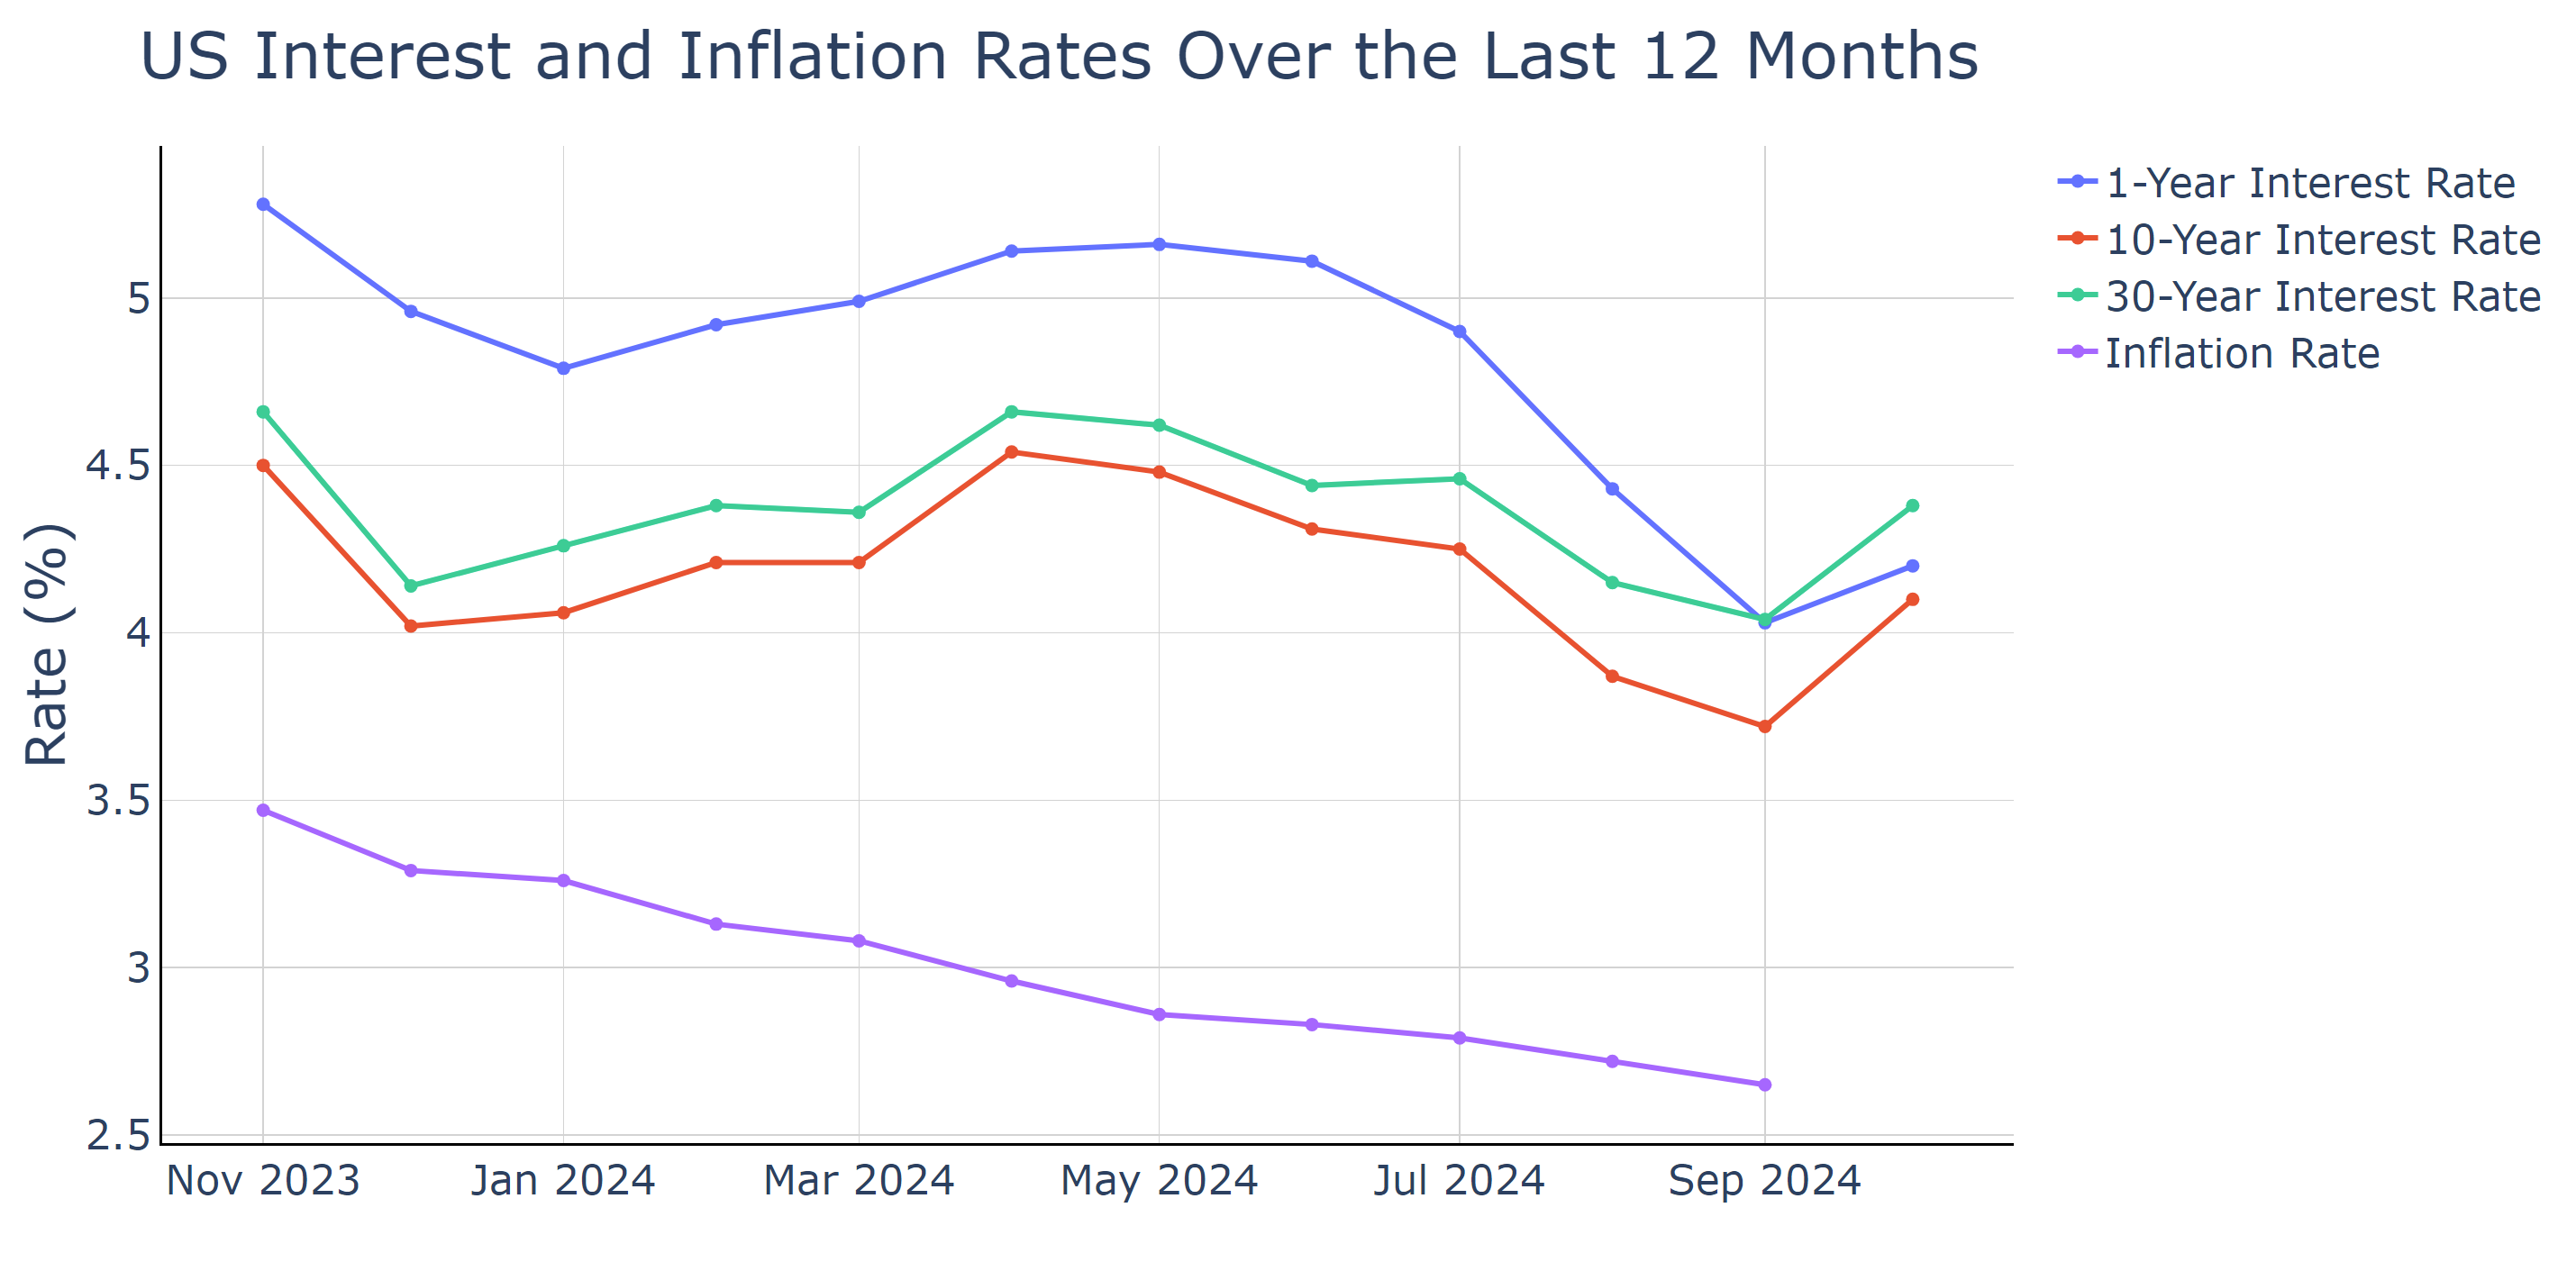 US Interest and Inflation Rates Over the Last 12 Months
1-Year Interest Rate
10-Year Interest Rate
30-Year Interest Rate
Inflation Rate
Rate (%)
5
4.5
4
3.5
3
2.5
Nov 2023 Jan 2024 Mar 2024 May 2024 Jul 2024 Sep 2024